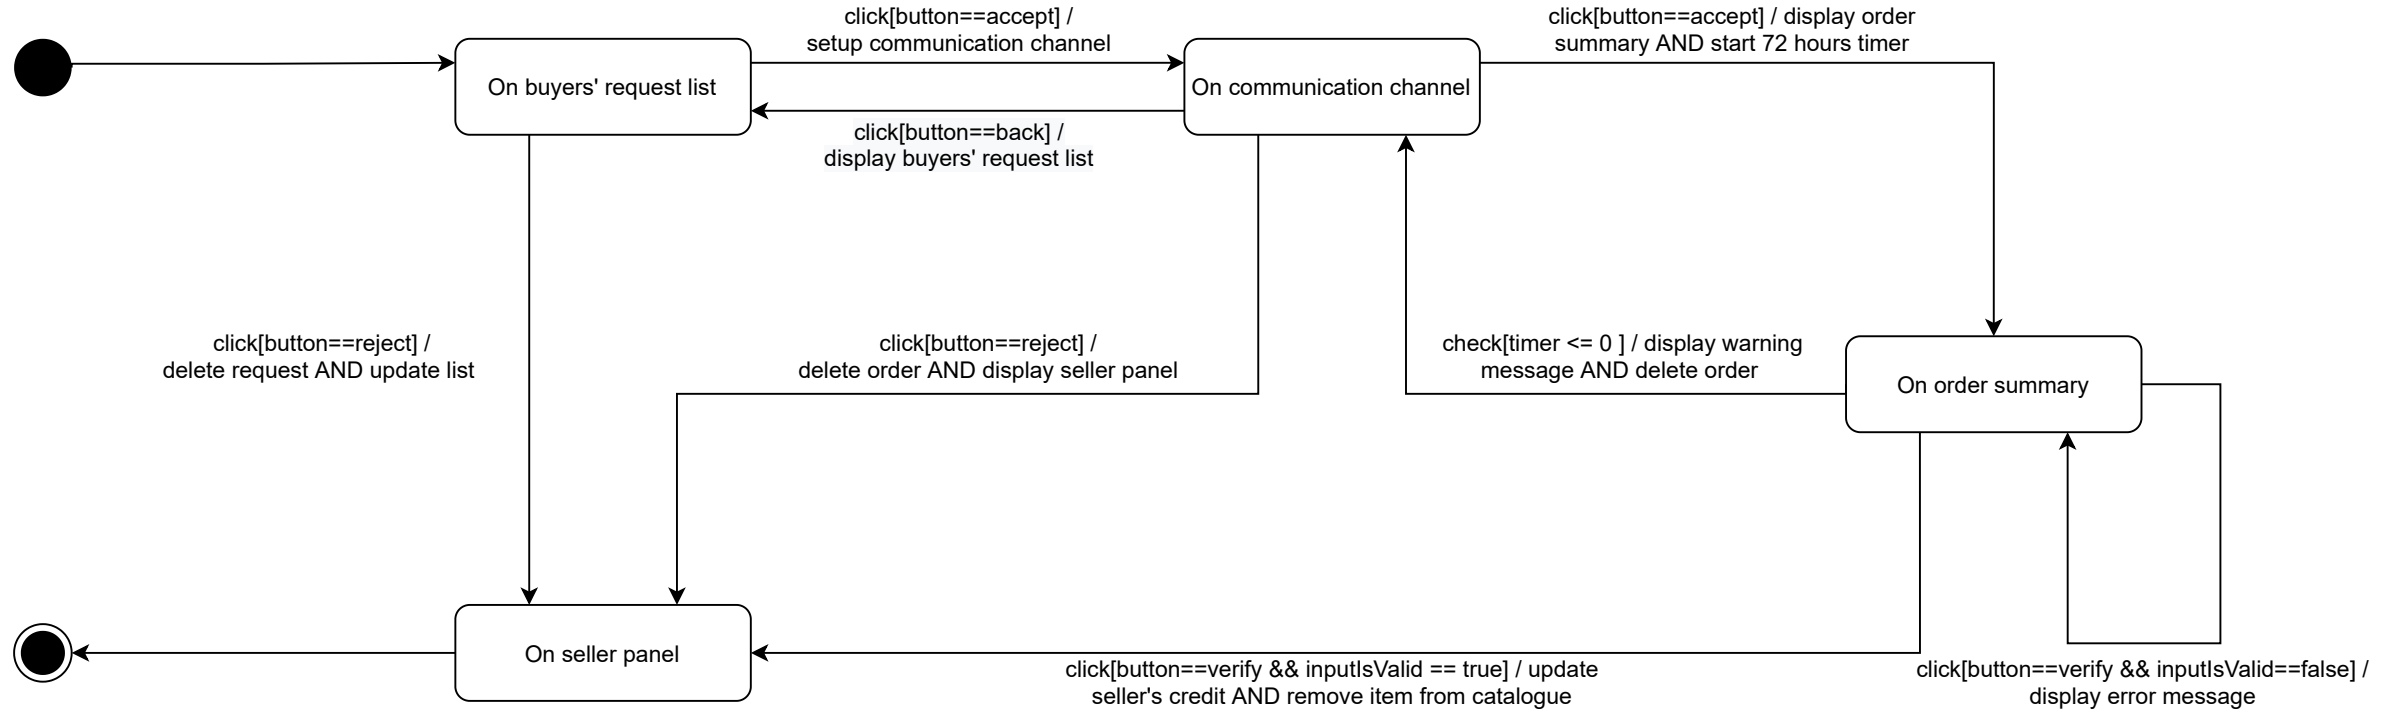 click[button==accept] /
setup communication channel
click[button==accept] / display order
summary AND start 72 hours timer
On buyers' request list
On communication channel
click[button==back] /
display buyers' request list
click[button==reject] /
delete request AND update list
click[button==reject] /
delete order AND display seller panel
check[timer <= 0 ] / display warning
message AND delete order
On order summary
On seller panel
click[button==verify && inputIsValid == true] / update
seller's credit AND remove item from catalogue
click[button==verify && inputIsValid==false] /
display error message